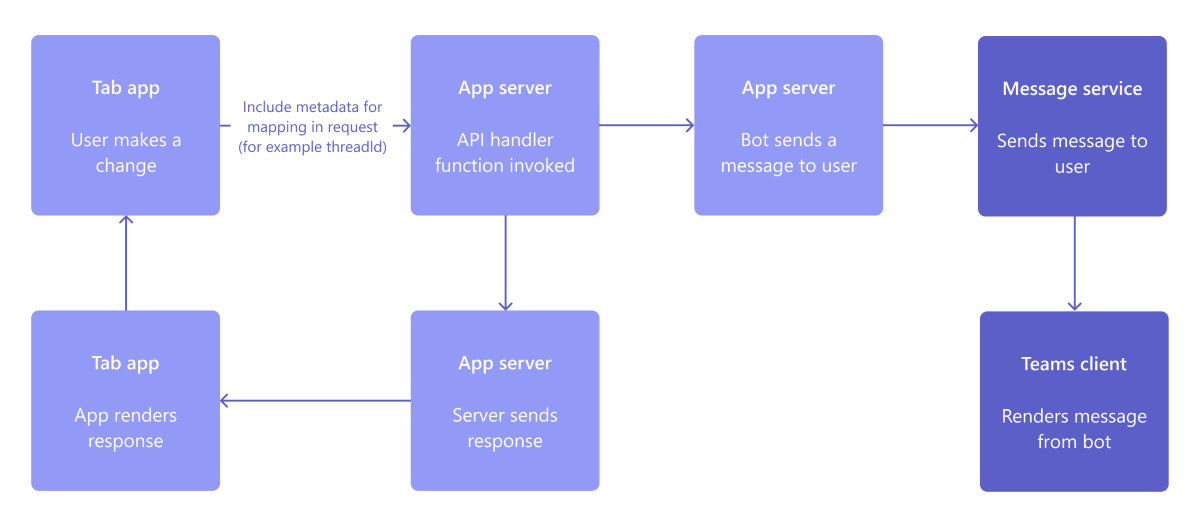 Tab app
User makes a
change
Include metadata for
mapping in request
(for example threadId)
App server
API handler
function invoked
App server
Bot sends a
message to user
Message service
Sends message to
user
Tab app
App renders
response
App server
Server sends
response
Teams client
Renders message
from bot